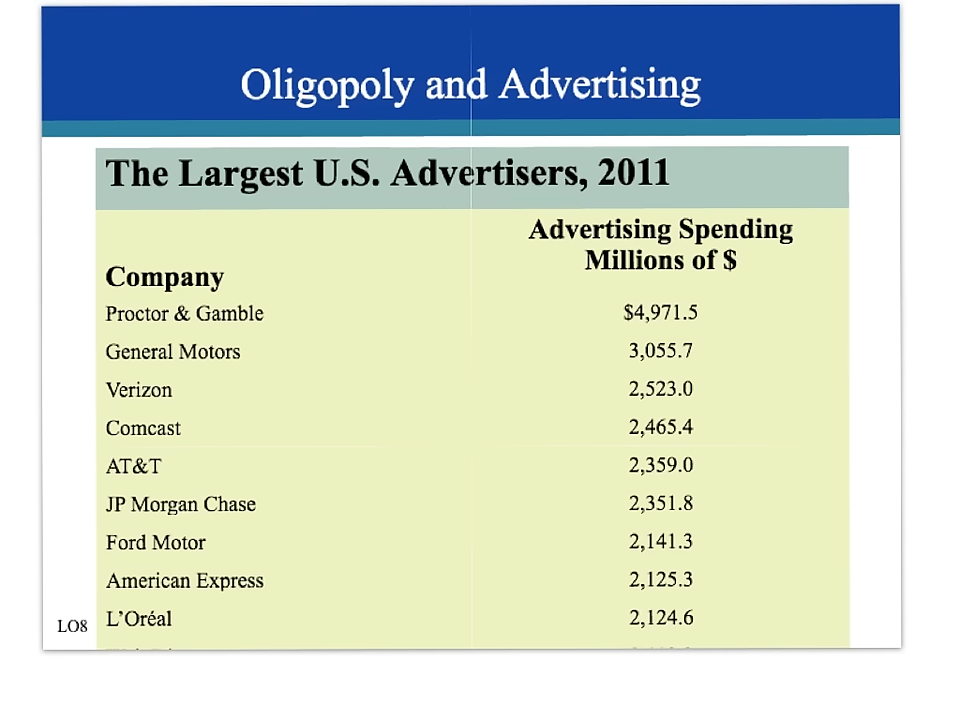 Oligopoly and Advertising
The Largest U.S. Advertisers, 2011
Advertising Spending
Millions of $
Company
Proctor & Gamble $4,971.5
General Motors 3,055.7
Verizon 2,523.0
Comcast 2,465.4
AT&T 2,359.0
JP Morgan Chase 2,351.8
Ford Motor 2,141.3
American Express 2,125.3
L’Oréal 2,124.6
LO8